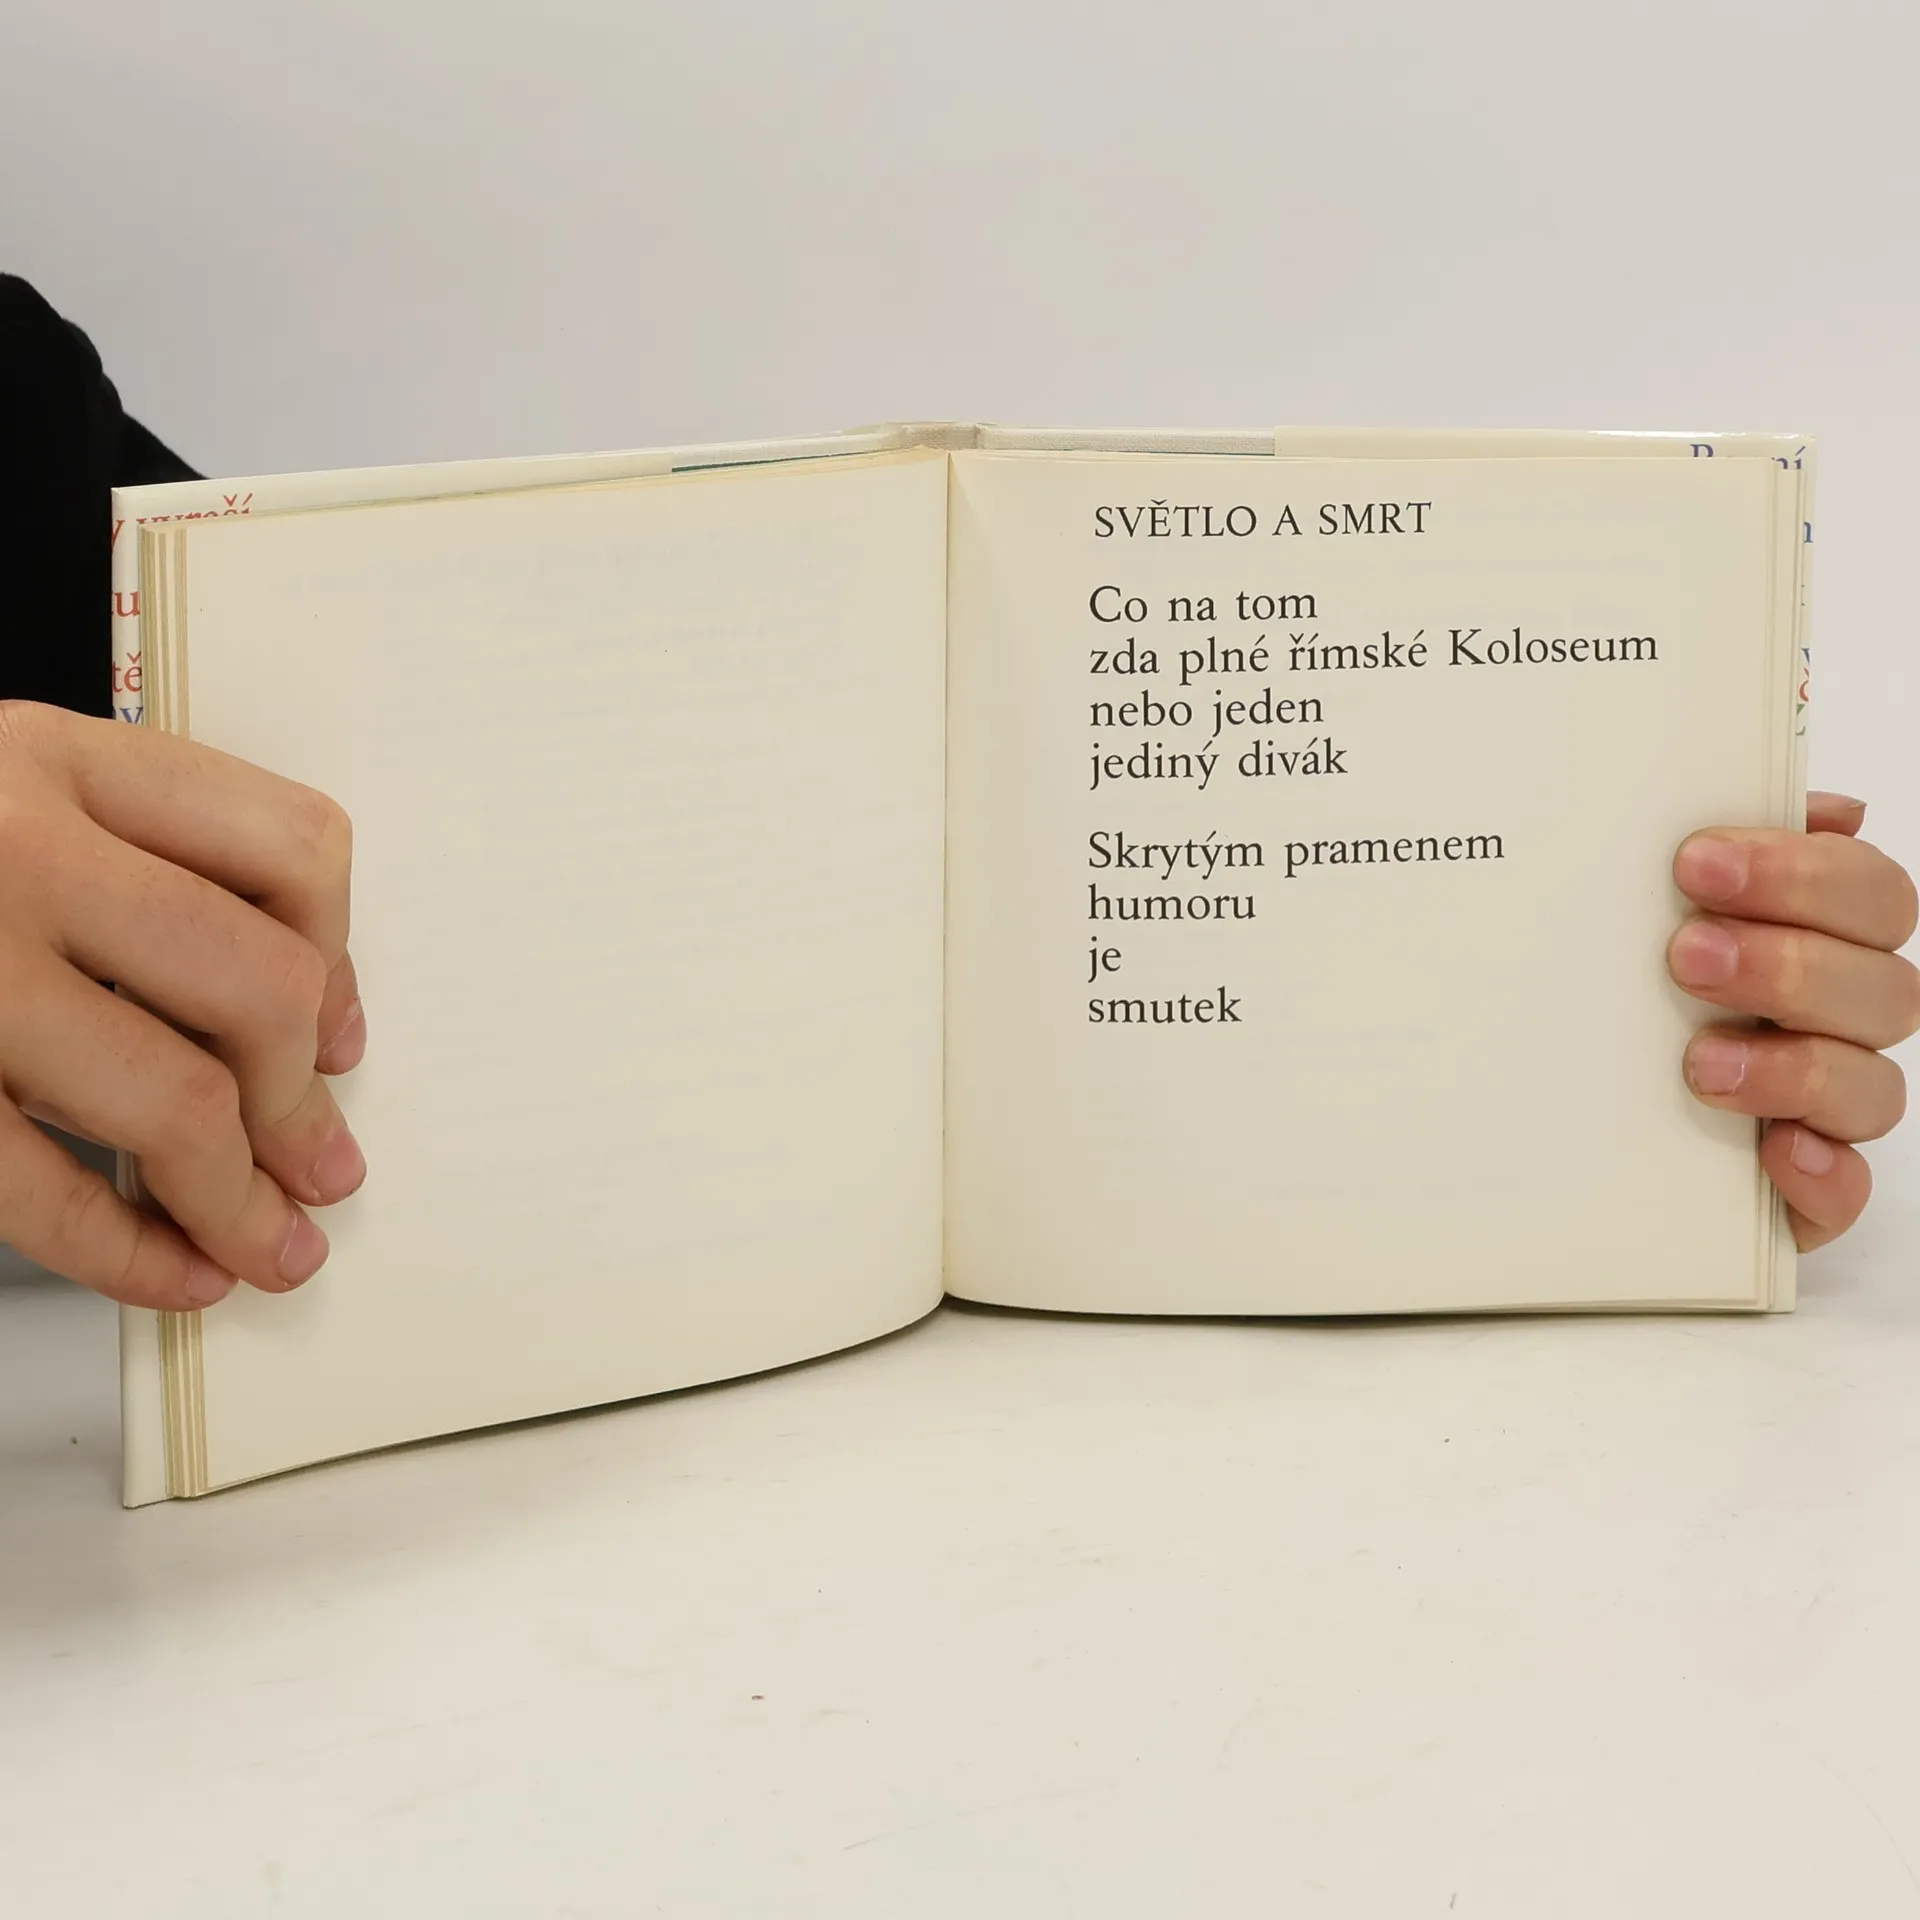 SVĚTLO A SMRT
Co na tom
zda plné římské Koloseum
nebo jeden
jediný divák
Skrytým pramenem
humoru
je
smutek